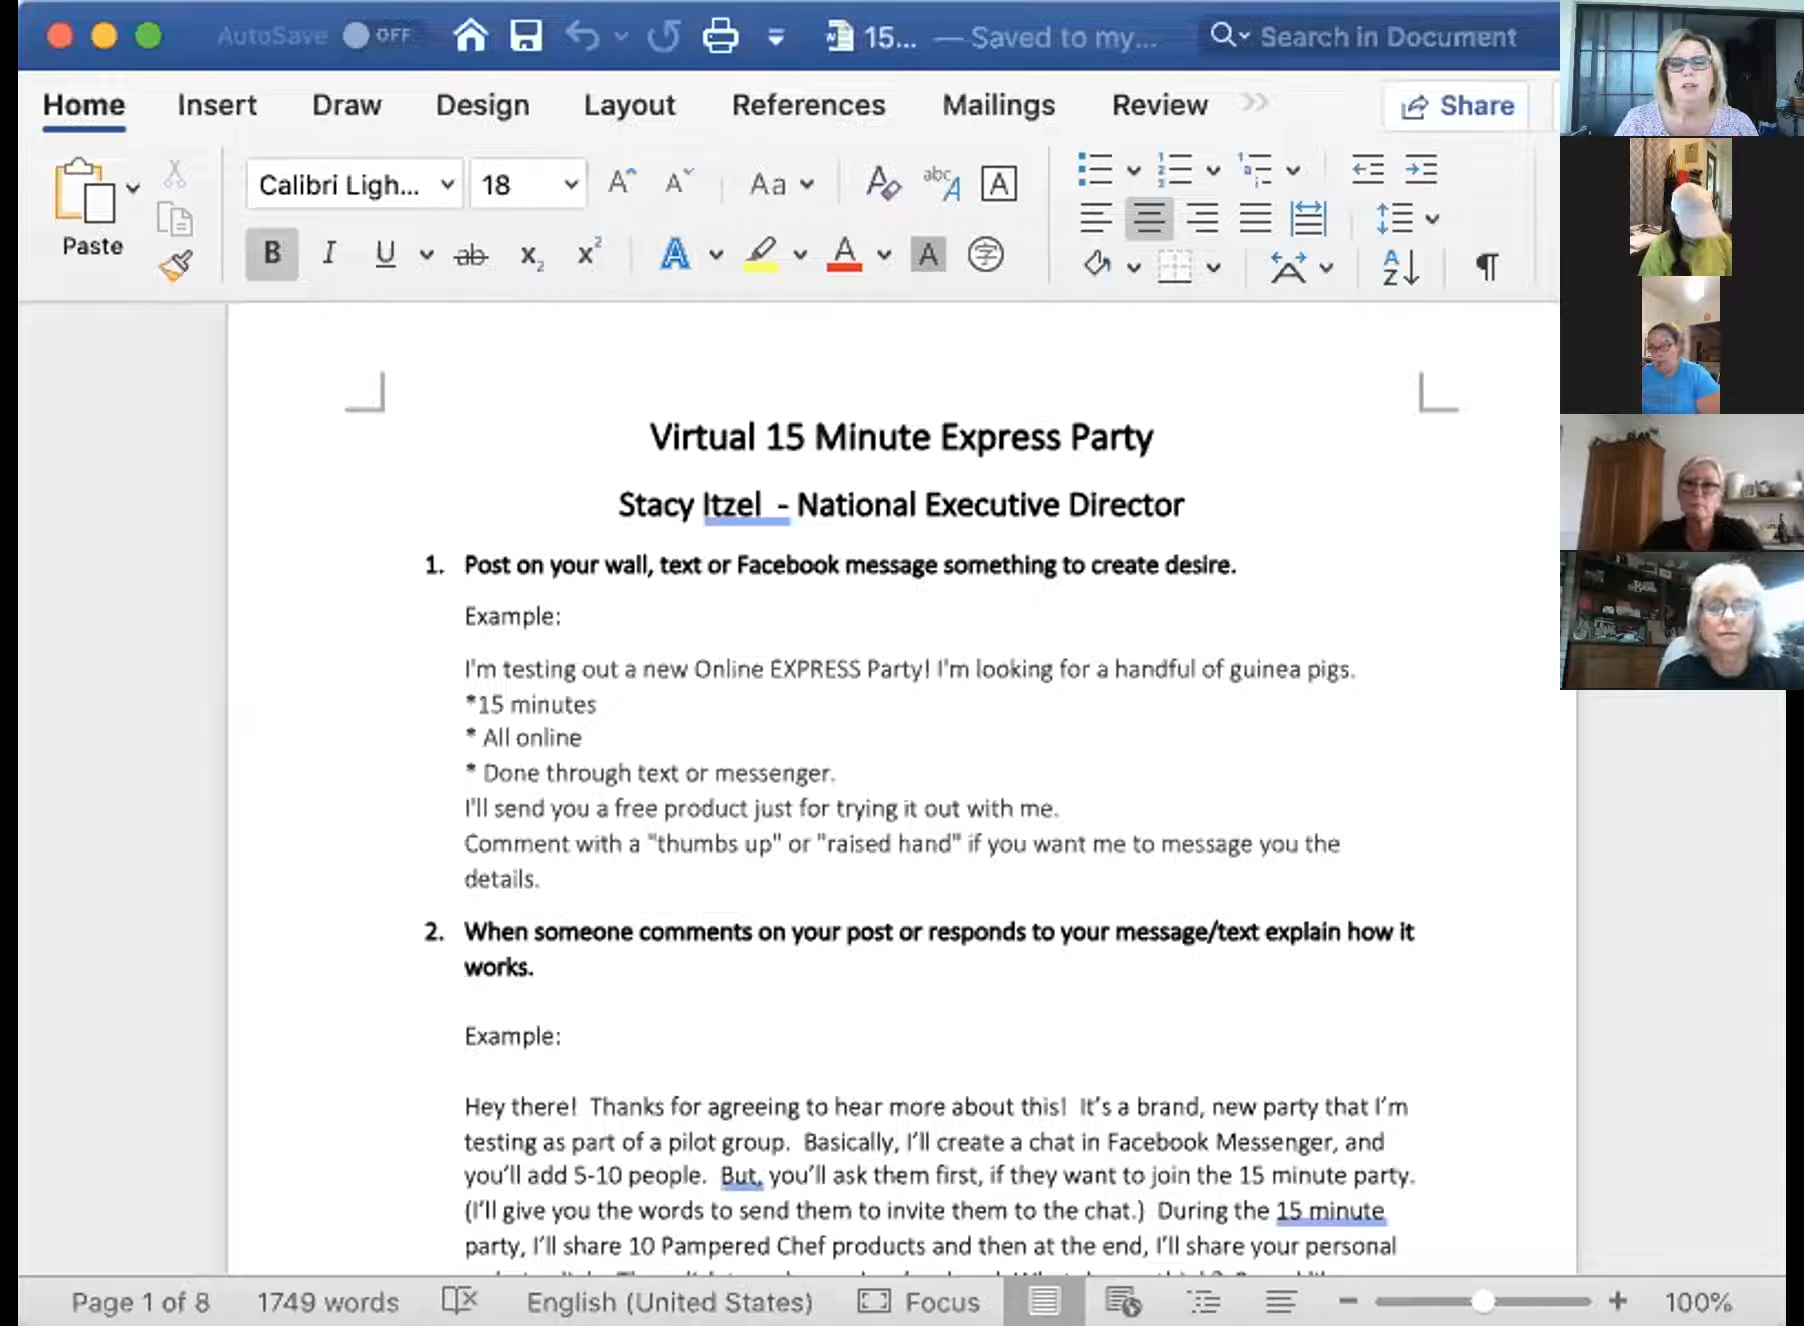 AutoSave OFF 15... — Saved to my... Search in Document
Home Insert Draw Design Layout References Mailings Review Share
Paste Calibri Ligh... 18
Virtual 15 Minute Express Party
Stacy Itzel - National Executive Director
1. Post on your wall, text or Facebook message something to create desire.
Example:
I'm testing out a new Online EXPRESS Party! I'm looking for a handful of guinea pigs.
*15 minutes
* All online
* Done through text or messenger.
I'll send you a free product just for trying it out with me.
Comment with a "thumbs up" or "raised hand" if you want me to message you the
details.
2. When someone comments on your post or responds to your message/text explain how it
works.
Example:
Hey there! Thanks for agreeing to hear more about this! It's a brand, new party that I'm
testing as part of a pilot group. Basically, I'll create a chat in Facebook Messenger, and
you'll add 5-10 people. But, you'll ask them first, if they want to join the 15 minute party.
(I'll give you the words to send them to invite them to the chat.) During the 15 minute
party, I'll share 10 Pampered Chef products and then at the end, I'll share your personal
Page 1 of 8 1749 words English (United States) Focus 100%